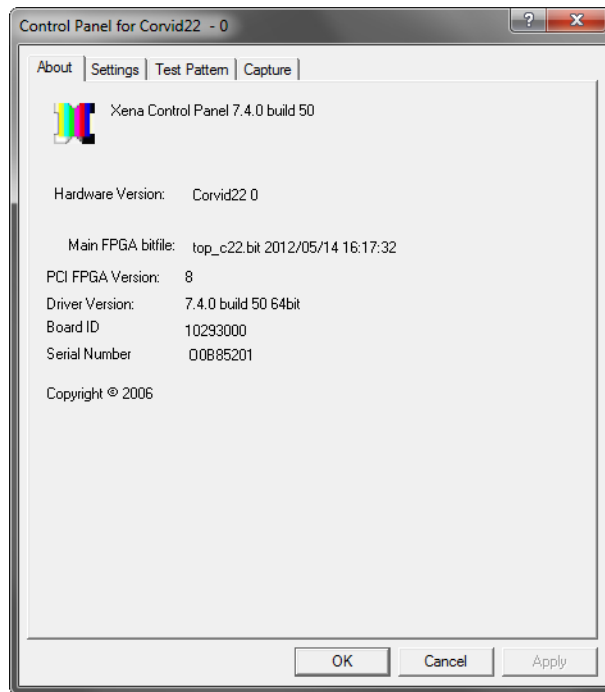 Control Panel for Corvid22 - 0
About Settings Test Pattern Capture
Xena Control Panel 7.4.0 build 50
Hardware Version: Corvid22 0
Main FPGA bitfile: top_c22.bit 2012/05/14 16:17:32
PCI FPGA Version: 8
Driver Version: 7.4.0 build 50 64bit
Board ID 10293000
Serial Number O0B85201
Copyright © 2006
OK Cancel Apply